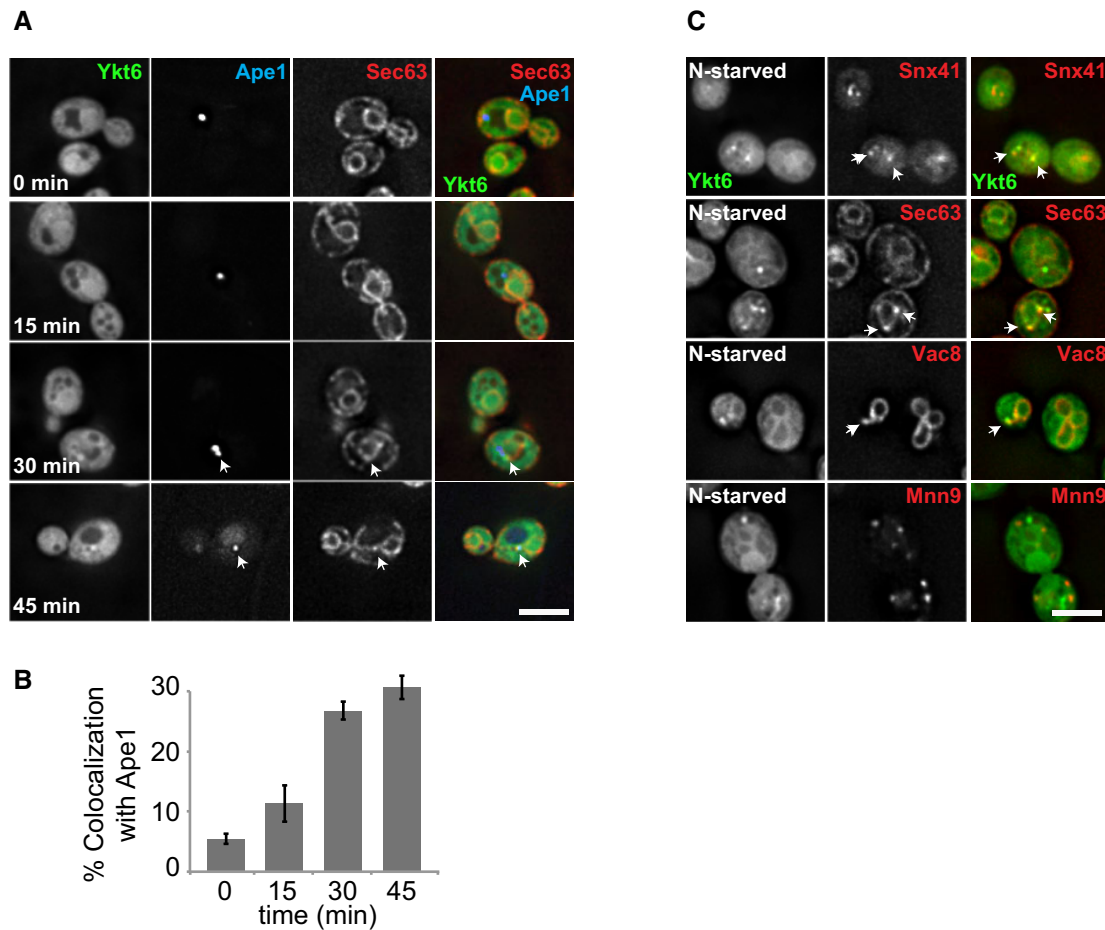 A
Ykt6
Ape1
Sec63
Sec63
Ape1
0 min
Ykt6
15 min
30 min
45 min
B
% Colocalization
with Ape1
30
20
10
0
0 15 30 45
time (min)
C
N-starved
Snx41
Snx41
Ykt6
Ykt6
N-starved
Sec63
Sec63
N-starved
Vac8
Vac8
N-starved
Mnn9
Mnn9